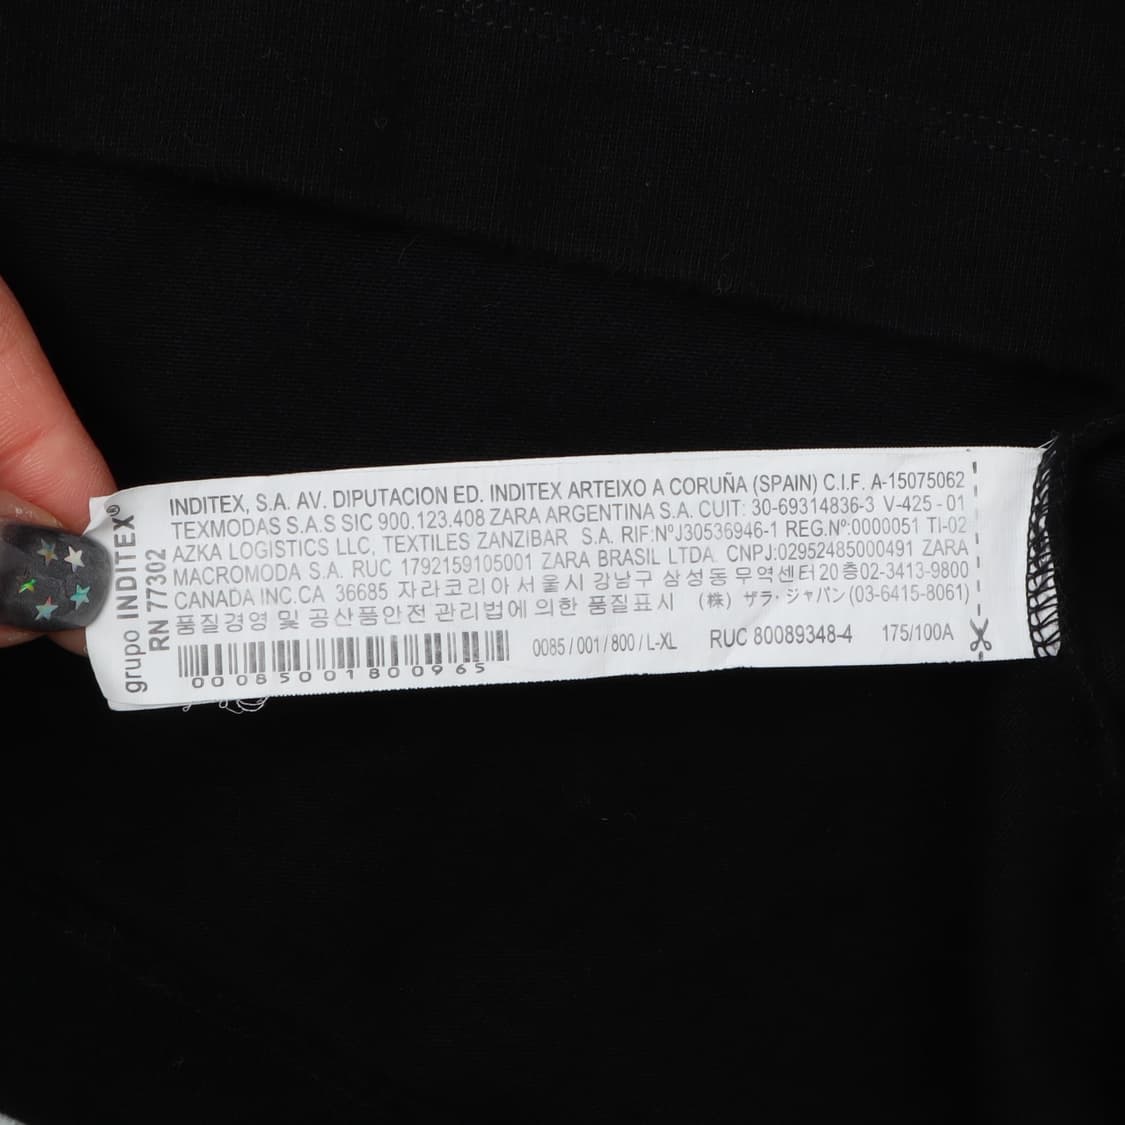 grupo INDITEX®
RN 77302
INDITEX, S.A. AV. DIPUTACION ED. INDITEX ARTEIXO A CORUÑA (SPAIN) C.I.F. A-15075062
TEXMODAS S.A.S SIC 900.123.408 ZARA ARGENTINA S.A. CUIT: 30-69314836-3 V-425 - 01
AZKA LOGISTICS LLC, TEXTILES ZANZIBAR S.A. RIF:NºJ30536946-1 REG.Nº:0000051 TI-02
MACROMODA S.A. RUC 1792159105001 ZARA BRASIL LTDA. CNPJ:02952485000491 ZARA
CANADA INC.CA 36685 자라코리아 서울시 강남구 삼성동 무역센터 20층02-3413-9800
품질경영 및 공산품안전 관리법에 의한 품질표시 (株) ザラ・ジャパン (03-6415-8061)
0085 / 001 / 800 / L-XL RUC 80089348-4 175/100A
00085001800965